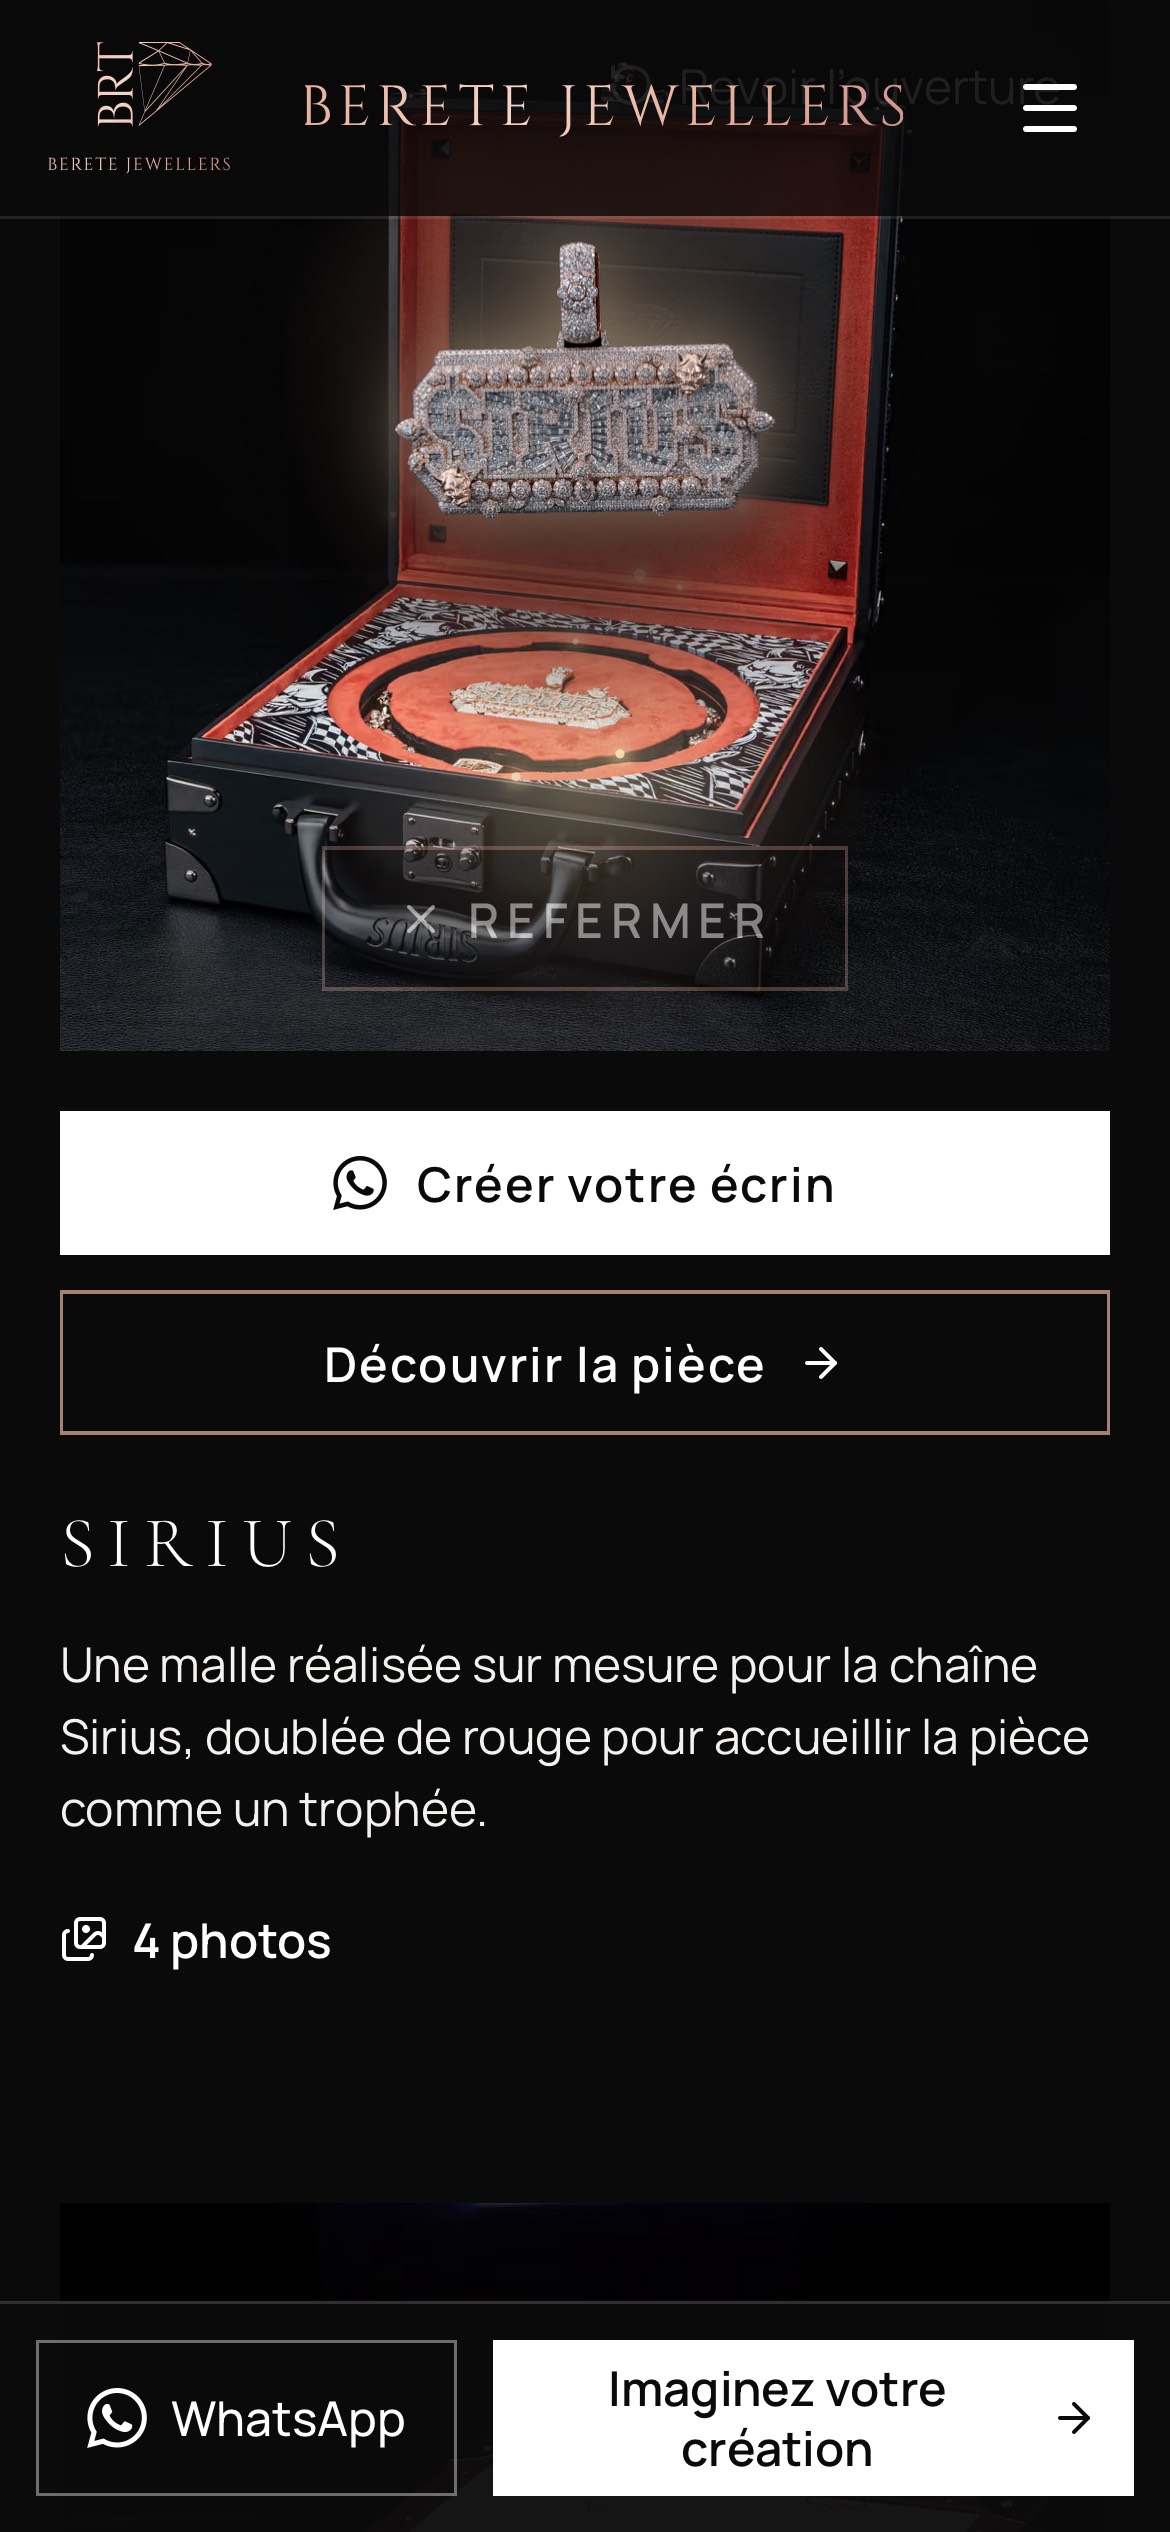 BRT
BERETE JEWELLERS
BERETE JEWELLERS
Revoir l'ouverture
SIRIUS
× REFERMER
SIRIUS
Créer votre écrin
Découvrir la pièce →
SIRIUS
Une malle réalisée sur mesure pour la chaîne
Sirius, doublée de rouge pour accueillir la pièce
comme un trophée.
4 photos
WhatsApp
Imaginez votre
création →